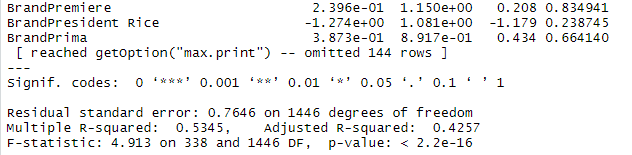 BrandPremiere 2.396e-01 1.150e+00 0.208 0.834941
BrandPresident Rice -1.274e+00 1.081e+00 -1.179 0.238745
BrandPrima 3.873e-01 8.917e-01 0.434 0.664140
[ reached getOption("max.print") -- omitted 144 rows ]
---
Signif. codes: 0 ‘***’ 0.001 ‘**’ 0.01 ‘*’ 0.05 ‘.’ 0.1 ‘ ’ 1
Residual standard error: 0.7646 on 1446 degrees of freedom
Multiple R-squared: 0.5345, Adjusted R-squared: 0.4257
F-statistic: 4.913 on 338 and 1446 DF, p-value: < 2.2e-16